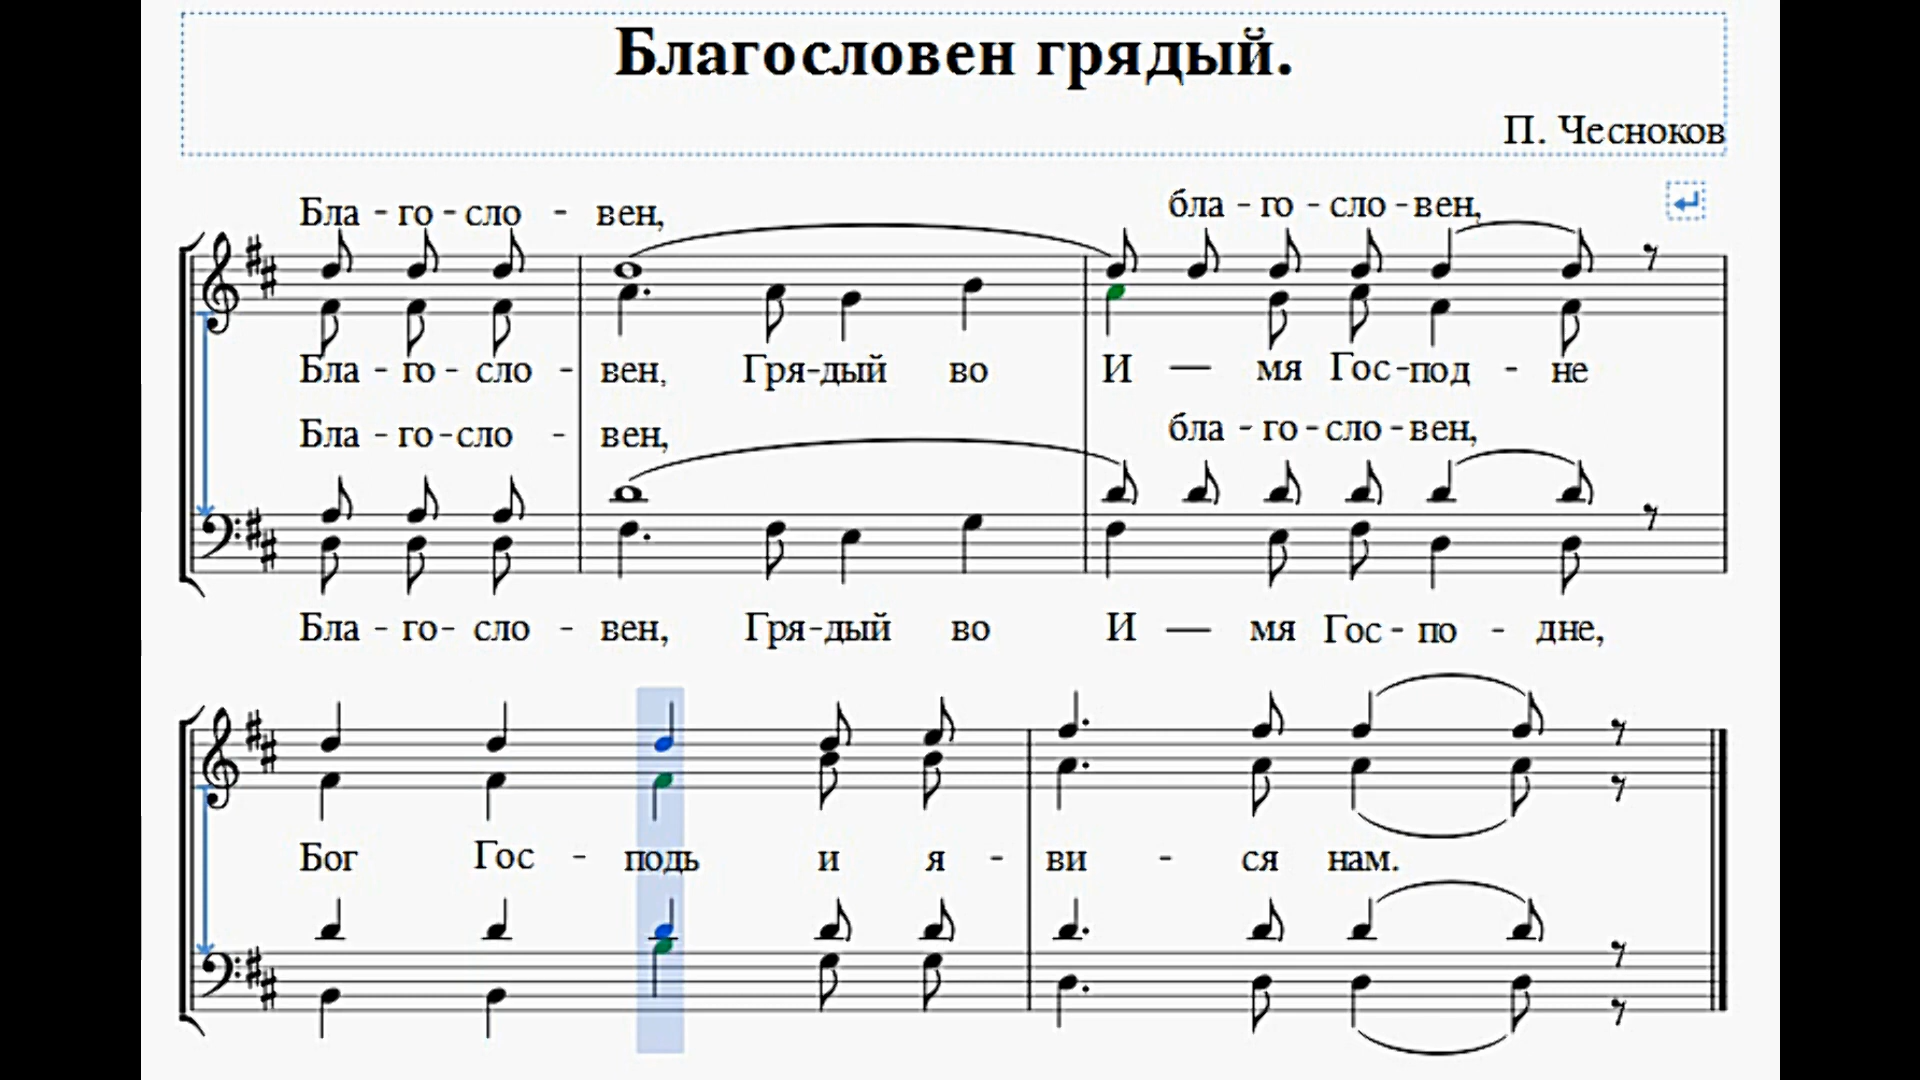 Благословен грядый.
П. Чесноков
Бла - го - сло - вен, бла - го - сло - вен,
Бла - го - сло - вен, Гря-дый во И — мя Гос-под - не
Бла - го-сло - вен, бла - го - сло - вен,
Бла - го- сло - вен, Гря-дый во И — мя Гос - по - дне,
Бог Гос - подь и я - ви - ся нам.